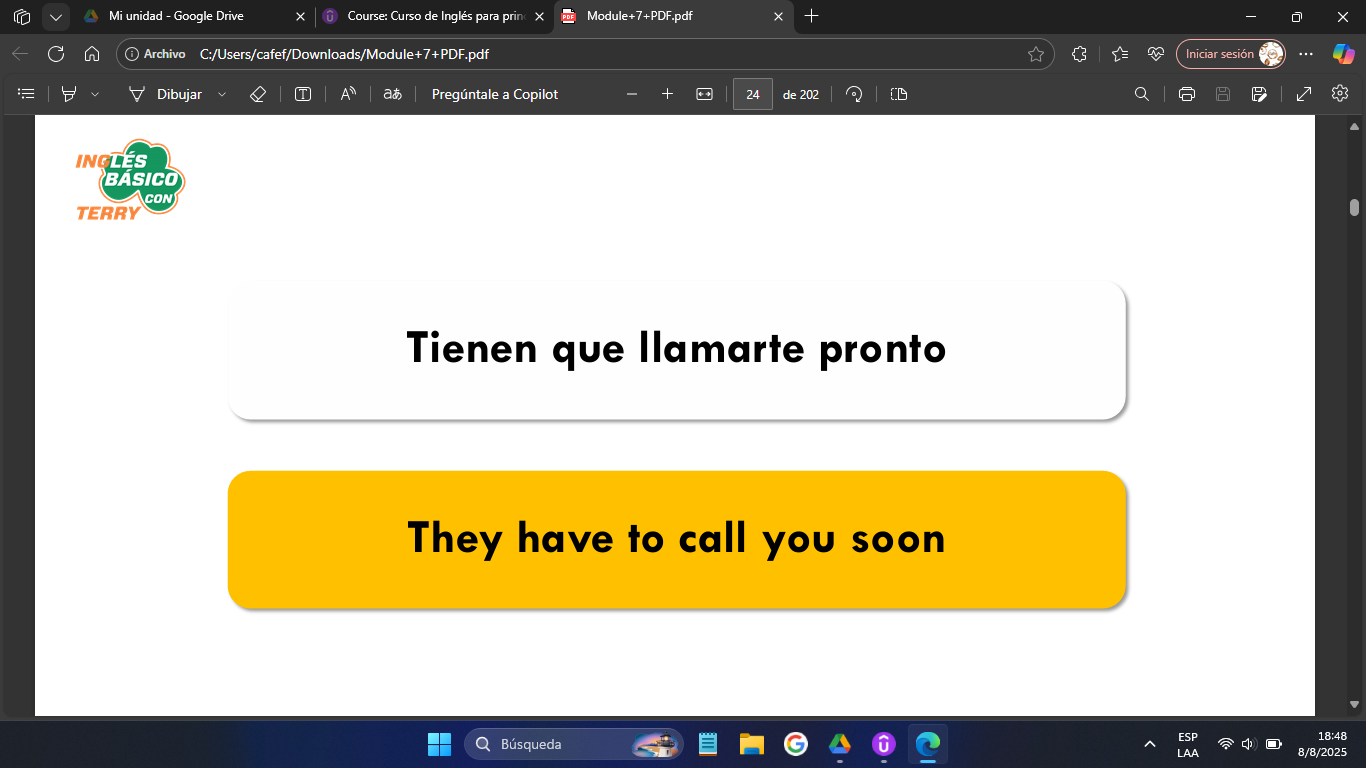 Mi unidad - Google Drive
Course: Curso de Inglés para prin
Module+7+PDF.pdf
Archivo
C:/Users/cafef/Downloads/Module+7+PDF.pdf
Iniciar sesión
Dibujar
Pregúntale a Copilot
24
de 202
INGLÉS
BÁSICO
CON
TERRY
Tienen que llamarte pronto
They have to call you soon
Búsqueda
ESP
LAA
18:48
8/8/2025